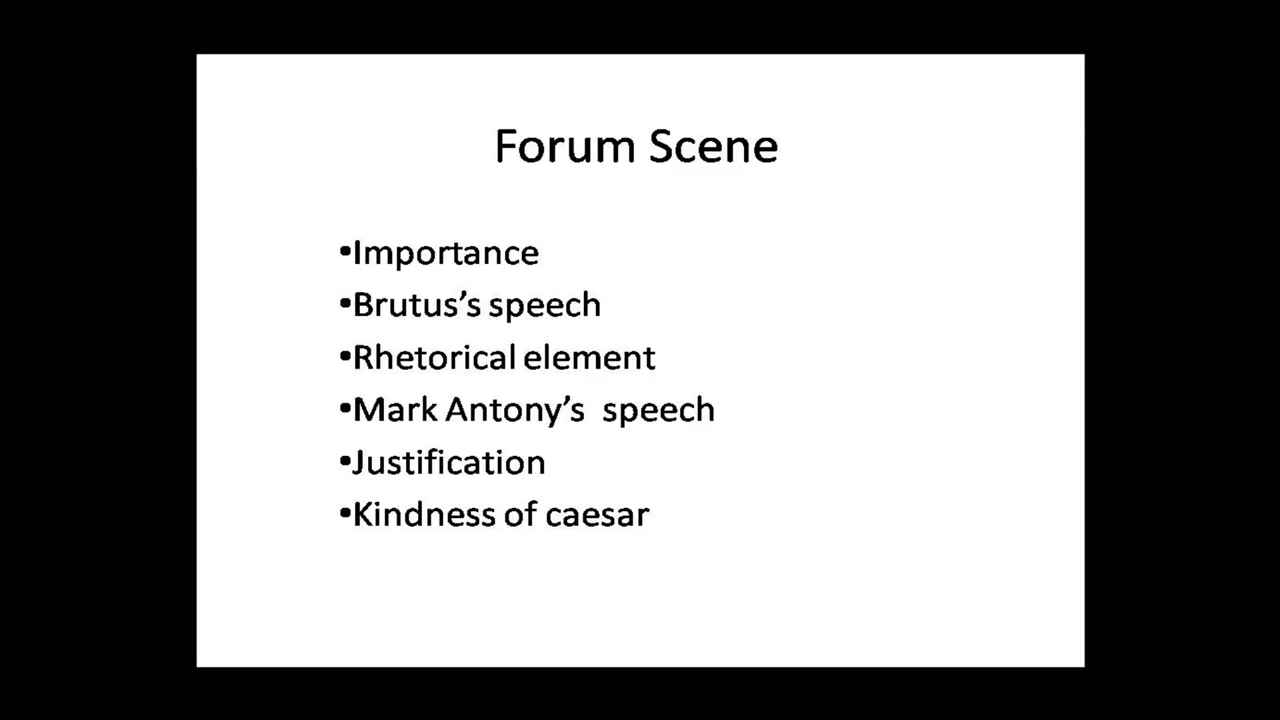 Forum Scene
•Importance
•Brutus’s speech
•Rhetorical element
•Mark Antony’s  speech
•Justification
•Kindness of caesar